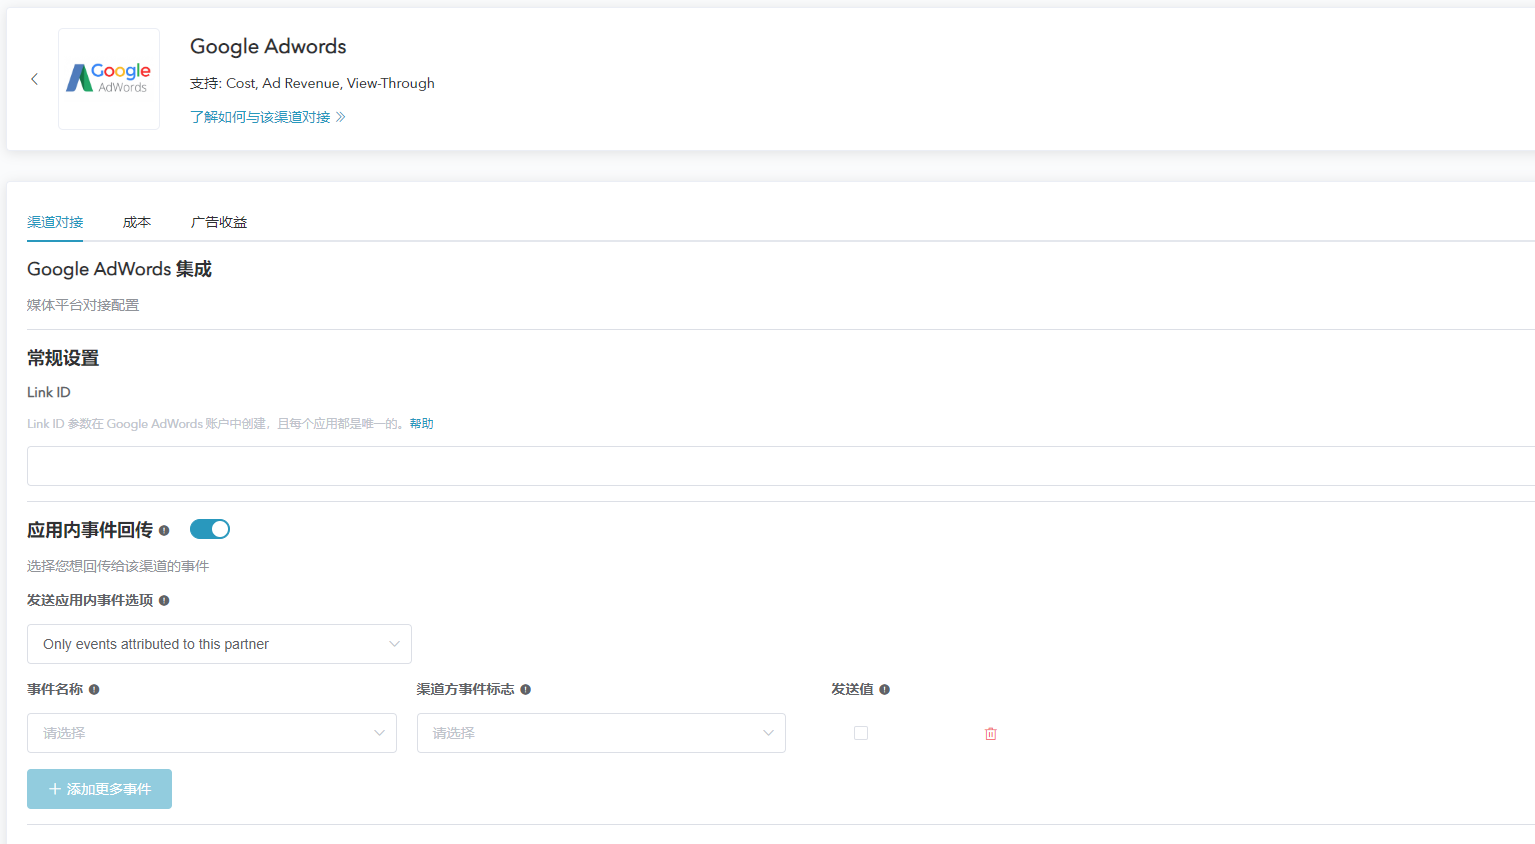 Google
AdWords
Google Adwords
支持: Cost, Ad Revenue, View-Through
了解如何与该渠道对接
渠道对接 成本 广告收益
Google AdWords 集成
媒体平台对接配置
常规设置
Link ID
Link ID 参数在 Google AdWords 账户中创建，且每个应用都是唯一的。帮助
应用内事件回传
选择您想回传给该渠道的事件
发送应用内事件选项
Only events attributed to this partner
事件名称 渠道方事件标志 发送值
请选择 请选择
+ 添加更多事件